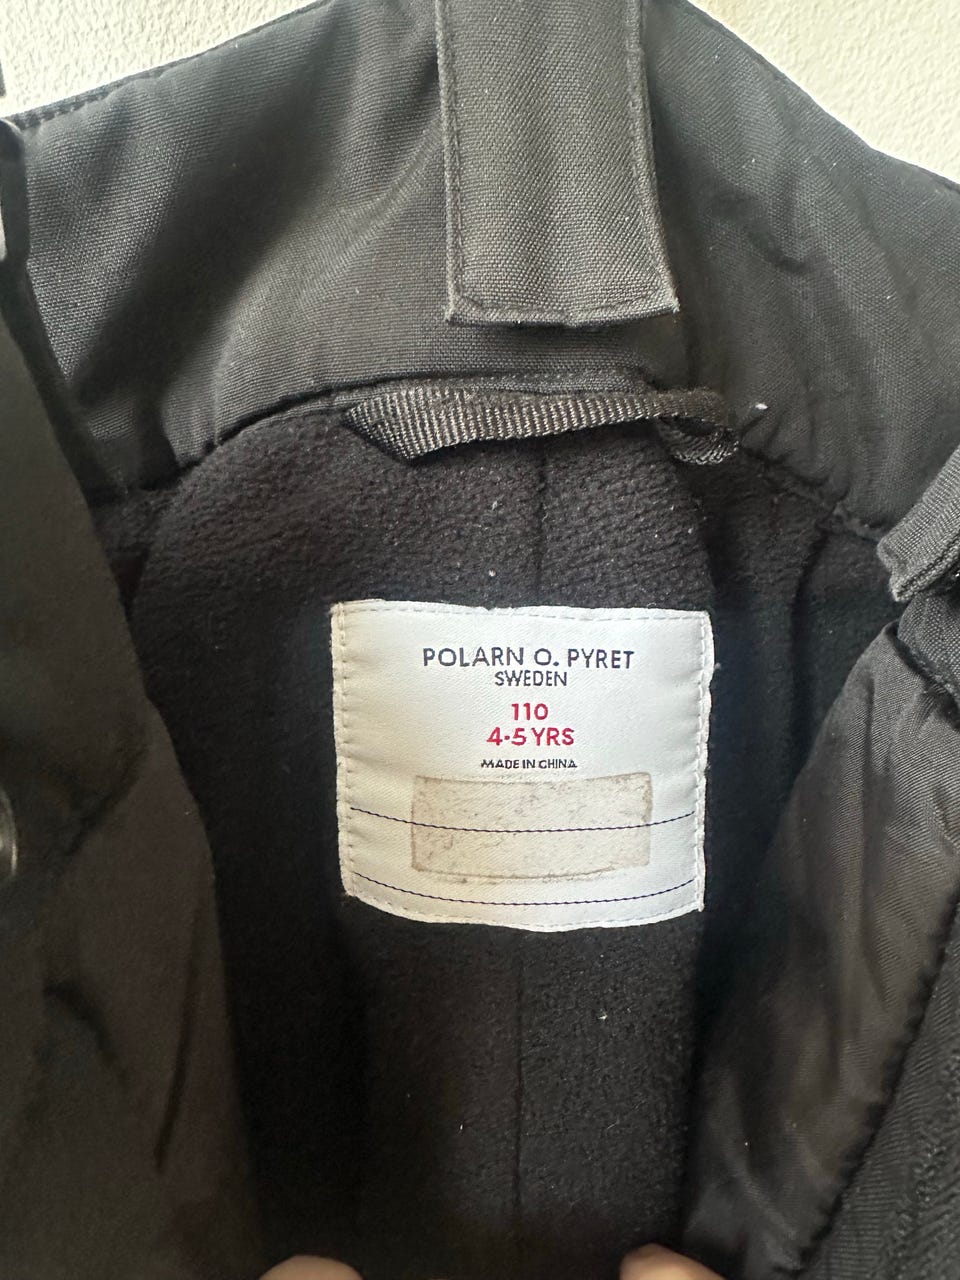 POLARN O. PYRET
SWEDEN
110
4-5 YRS
MADE IN CHINA